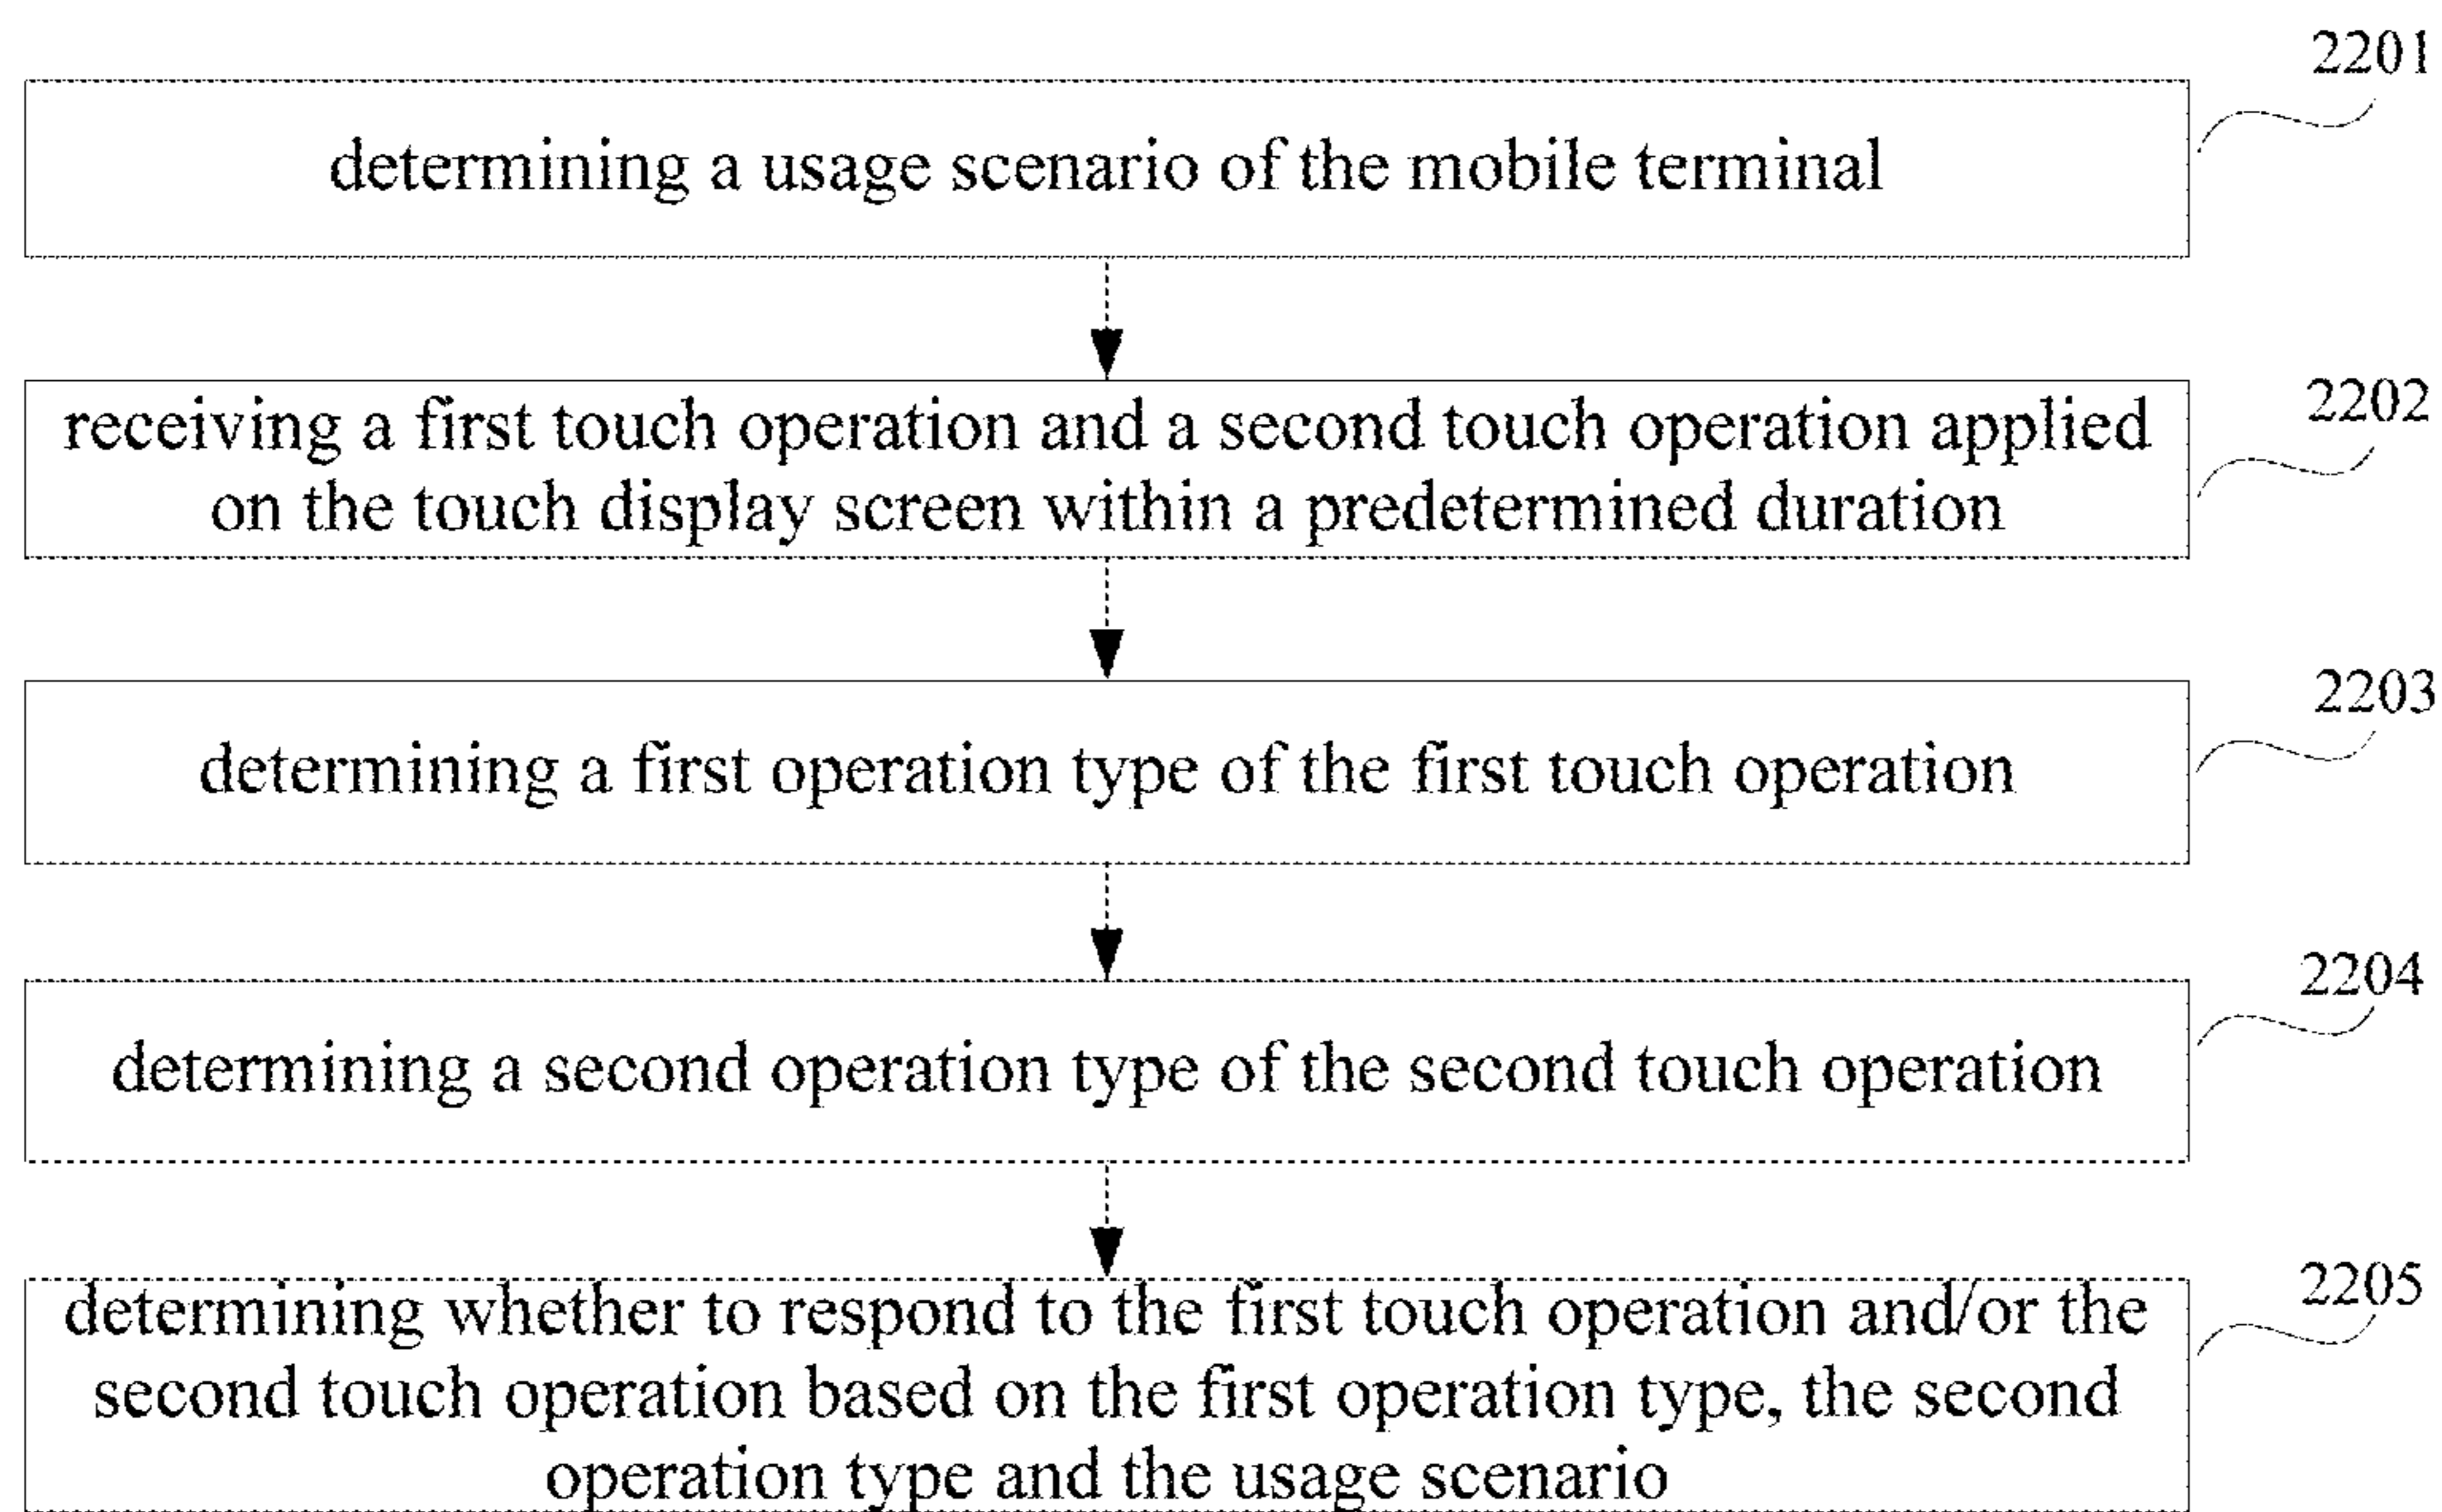 2201
determining a usage scenario of the mobile terminal
2202
receiving a first touch operation and a second touch operation applied
on the touch display screen within a predetermined duration
2203
determining a first operation type of the first touch operation
2204
determining a second operation type of the second touch operation
2205
determining whether to respond to the first touch operation and/or the
second touch operation based on the first operation type, the second
operation type and the usage scenario